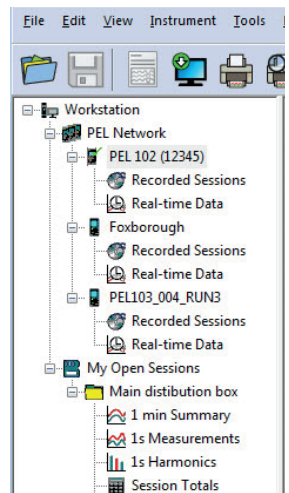 File Edit View Instrument Tools
Workstation
PEL Network
PEL 102 (12345)
Recorded Sessions
Real-time Data
Foxborough
Recorded Sessions
Real-time Data
PEL103_004_RUN3
Recorded Sessions
Real-time Data
My Open Sessions
Main distibution box
1 min Summary
1s Measurements
1s Harmonics
Session Totals